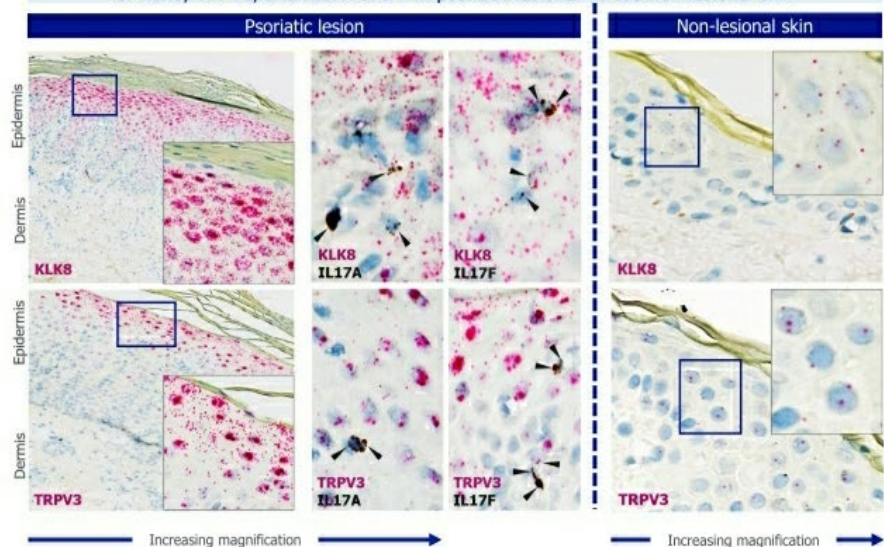 Psoriatic lesion
Non-lesional skin
Epidermis
Dermis
KLK8
KLK8
IL17A
KLK8
IL17F
KLK8
Epidermis
Dermis
TRPV3
TRPV3
IL17A
TRPV3
IL17F
TRPV3
Increasing magnification
Increasing magnification